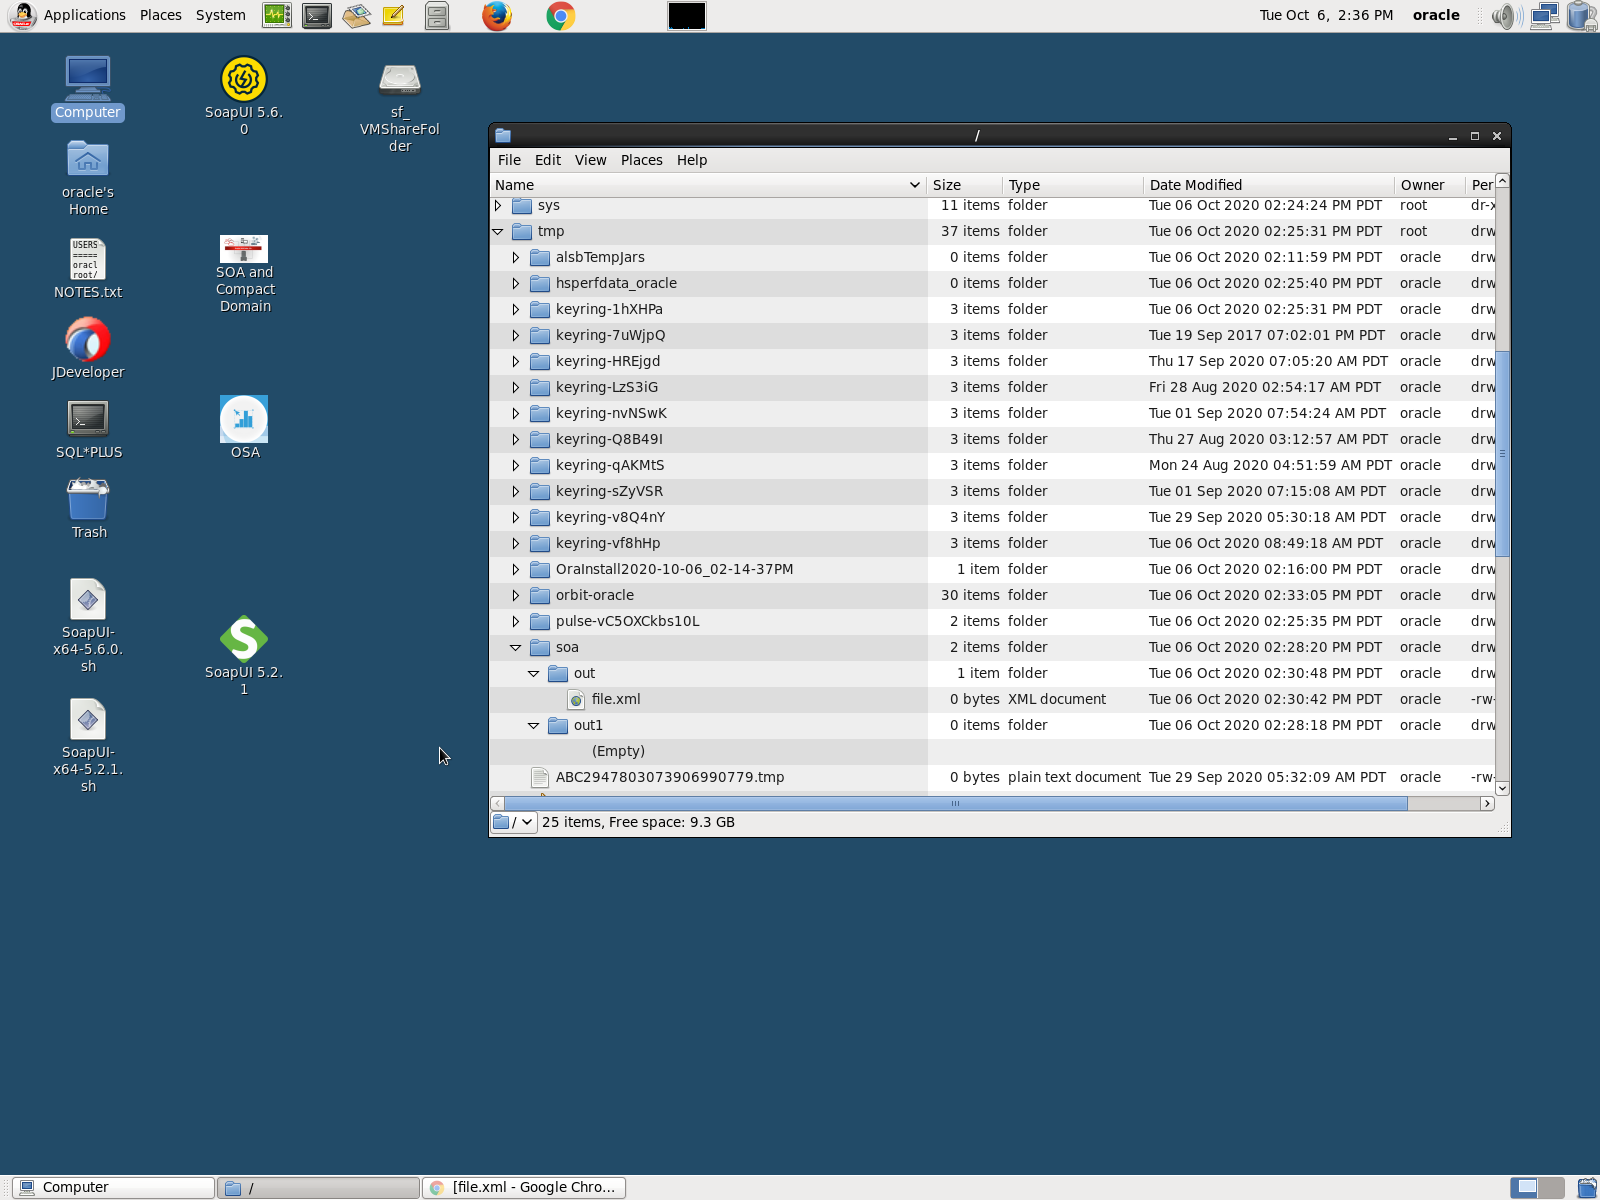 Applications Places System
Tue Oct 6, 2:36 PM oracle
Computer
SoapUI 5.6.
0
sf_
VMShareFol
der
oracle's
Home
USERS
=====
oracl
root/
NOTES.txt
SOA and
Compact
Domain
JDeveloper
SQL*PLUS
OSA
Trash
SoapUI-
x64-5.6.0.
sh
SoapUI 5.2.
1
SoapUI-
x64-5.2.1.
sh
/
File Edit View Places Help
Name Size Type Date Modified Owner Per
sys 11 items folder Tue 06 Oct 2020 02:24:24 PM PDT root dr-x
tmp 37 items folder Tue 06 Oct 2020 02:25:31 PM PDT root drw
alsbTempJars 0 items folder Tue 06 Oct 2020 02:11:59 PM PDT oracle drw
hsperfdata_oracle 0 items folder Tue 06 Oct 2020 02:25:40 PM PDT oracle drw
keyring-1hXHPa 3 items folder Tue 06 Oct 2020 02:25:31 PM PDT oracle drw
keyring-7uWjpQ 3 items folder Tue 19 Sep 2017 07:02:01 PM PDT oracle drw
keyring-HREjgd 3 items folder Thu 17 Sep 2020 07:05:20 AM PDT oracle drw
keyring-LzS3iG 3 items folder Fri 28 Aug 2020 02:54:17 AM PDT oracle drw
keyring-nvNSwK 3 items folder Tue 01 Sep 2020 07:54:24 AM PDT oracle drw
keyring-Q8B49I 3 items folder Thu 27 Aug 2020 03:12:57 AM PDT oracle drw
keyring-qAKMtS 3 items folder Mon 24 Aug 2020 04:51:59 AM PDT oracle drw
keyring-sZyVSR 3 items folder Tue 01 Sep 2020 07:15:08 AM PDT oracle drw
keyring-v8Q4nY 3 items folder Tue 29 Sep 2020 05:30:18 AM PDT oracle drw
keyring-vf8hHp 3 items folder Tue 06 Oct 2020 08:49:18 AM PDT oracle drw
OraInstall2020-10-06_02-14-37PM 1 item folder Tue 06 Oct 2020 02:16:00 PM PDT oracle drw
orbit-oracle 30 items folder Tue 06 Oct 2020 02:33:05 PM PDT oracle drw
pulse-vC5OXCkbs10L 2 items folder Tue 06 Oct 2020 02:25:35 PM PDT oracle drw
soa 2 items folder Tue 06 Oct 2020 02:28:20 PM PDT oracle drw
out 1 item folder Tue 06 Oct 2020 02:30:48 PM PDT oracle drw
file.xml 0 bytes XML document Tue 06 Oct 2020 02:30:42 PM PDT oracle -rw-
out1 0 items folder Tue 06 Oct 2020 02:28:18 PM PDT oracle drw
(Empty)
ABC2947803073906990779.tmp 0 bytes plain text document Tue 29 Sep 2020 05:32:09 AM PDT oracle -rw-
/ 25 items, Free space: 9.3 GB
Computer / [file.xml - Google Chro...